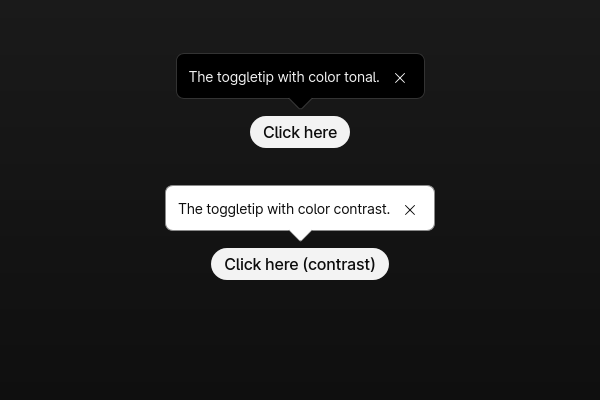 The toggletip with color tonal.
Click here
The toggletip with color contrast.
Click here (contrast)